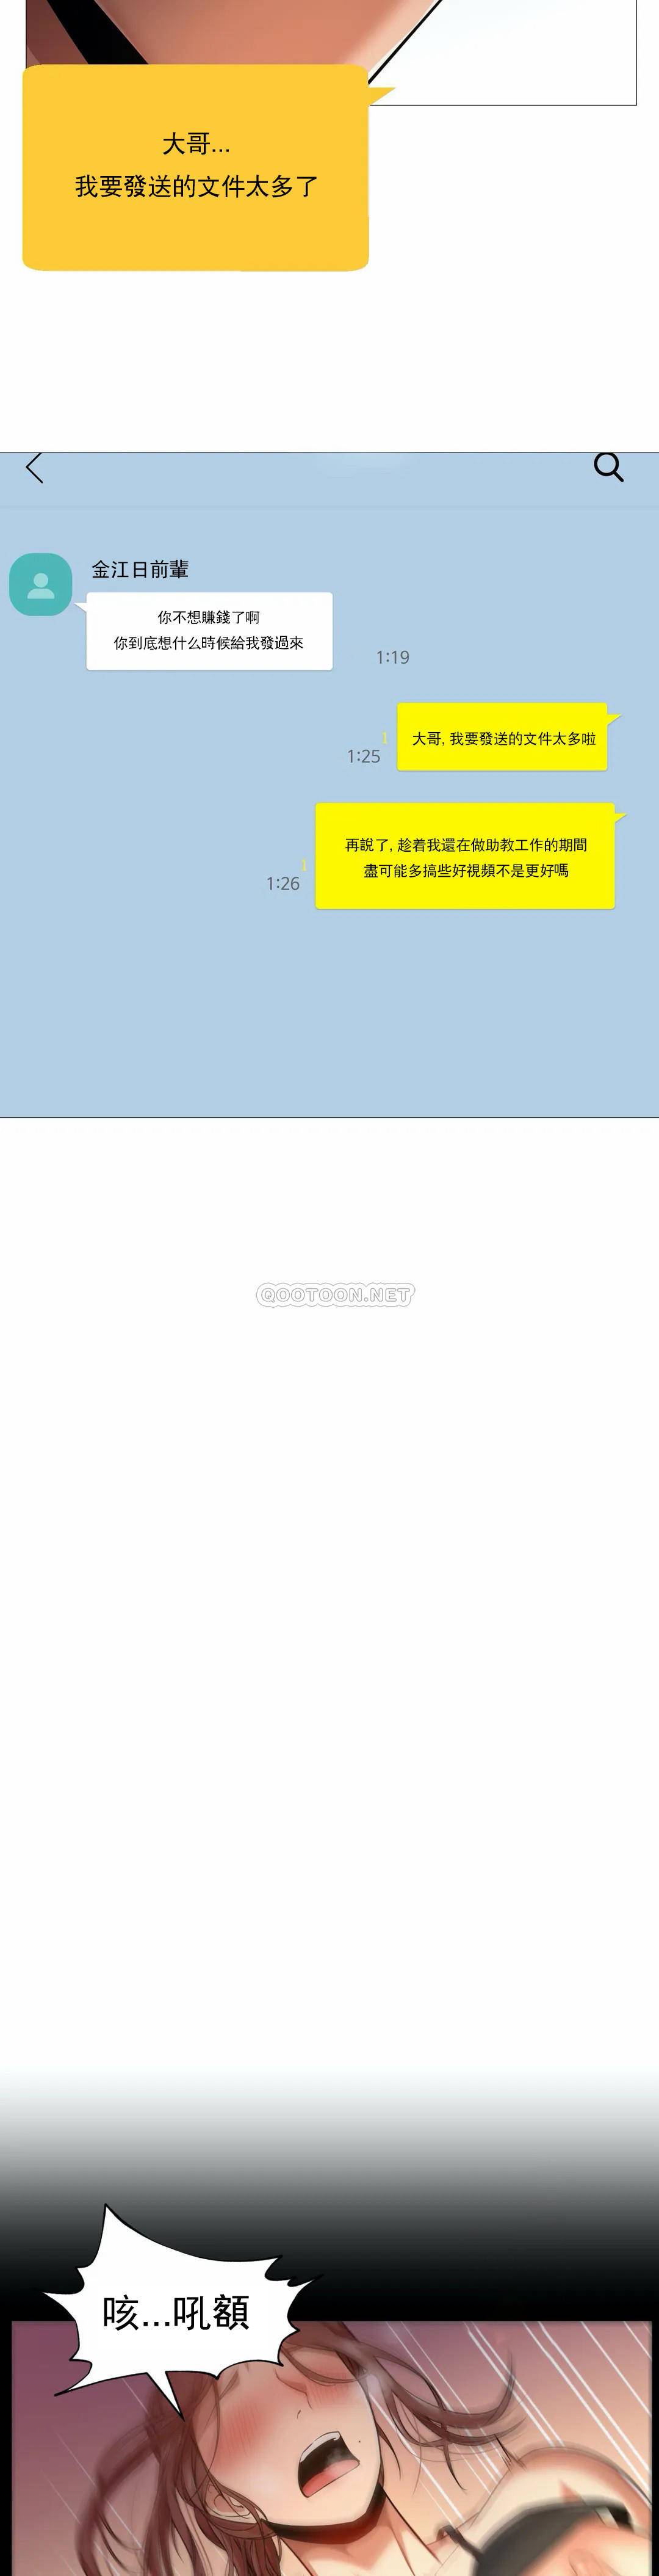 大哥...
我要發送的文件太多了
金江日前輩
你不想賺錢了啊
你到底想什么時候給我發過來
1:19
大哥, 我要發送的文件太多啦
1
1:25
再說了, 趁着我還在做助教工作的期間
盡可能多搞些好視頻不是更好嗎
1
1:26
QOOTOON.NET
咳...吼額